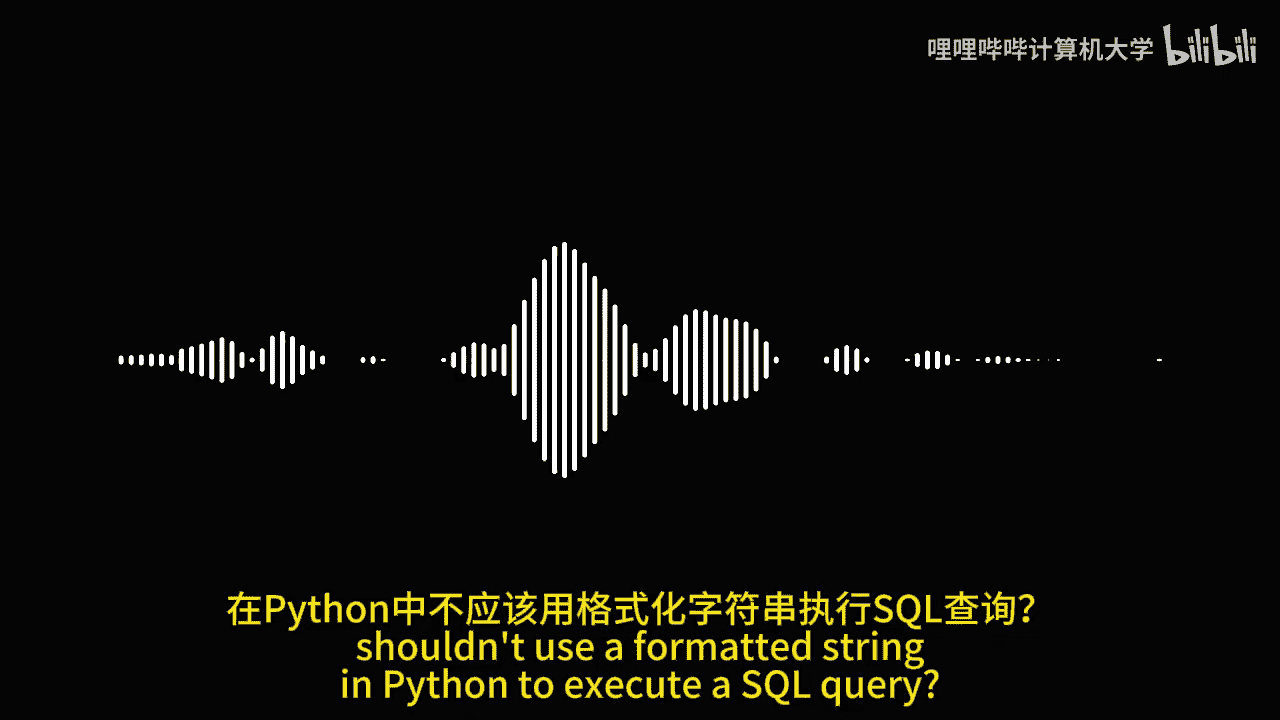 哩哩哔哔计算机大学 bilibili
在Python中不应该用格式化字符串执行SQL查询？
shouldn't use a formatted string
in Python to execute a SQL query?